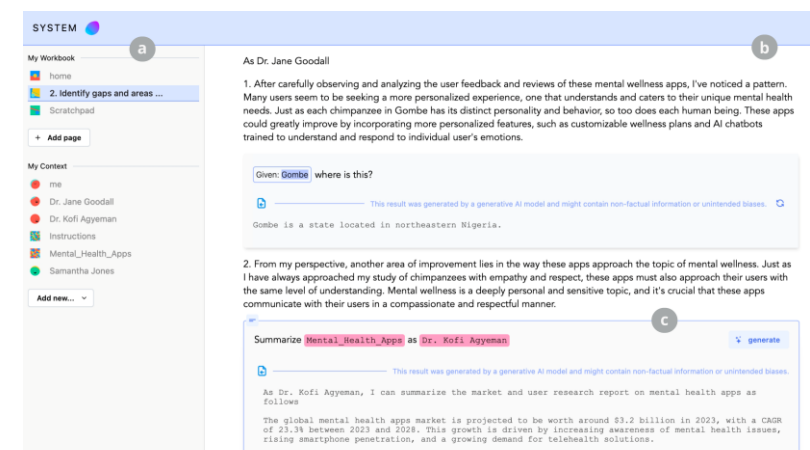 SYSTEM
a
b
My Workbook
home
2. Identify gaps and areas ...
Scratchpad
+ Add page
My Context
me
Dr. Jane Goodall
Dr. Kofi Agyeman
Instructions
Mental_Health_Apps
Samantha Jones
Add new...
As Dr. Jane Goodall
1. After carefully observing and analyzing the user feedback and reviews of these mental wellness apps, I've noticed a pattern.
Many users seem to be seeking a more personalized experience, one that understands and caters to their unique mental health
needs. Just as each chimpanzee in Gombe has its distinct personality and behavior, so too does each human being. These apps
could greatly improve by incorporating more personalized features, such as customizable wellness plans and AI chatbots
trained to understand and respond to individual user's emotions.
Given: Gombe where is this?
This result was generated by a generative AI model and might contain non-factual information or unintended biases.
Gombe is a state located in northeastern Nigeria.
2. From my perspective, another area of improvement lies in the way these apps approach the topic of mental wellness. Just as
I have always approached my study of chimpanzees with empathy and respect, these apps must also approach their users with
the same level of understanding. Mental wellness is a deeply personal and sensitive topic, and it's crucial that these apps
communicate with their users in a compassionate and respectful manner.
c
Summarize Mental_Health_Apps as Dr. Kofi Agyeman
generate
This result was generated by a generative AI model and might contain non-factual information or unintended biases.
As Dr. Kofi Agyeman, I can summarize the market and user research report on mental health apps as
follows
The global mental health apps market is projected to be worth around $3.2 billion in 2023, with a CAGR
of 23.3% between 2023 and 2028. This growth is driven by increasing awareness of mental health issues,
rising smartphone penetration, and a growing demand for telehealth solutions.